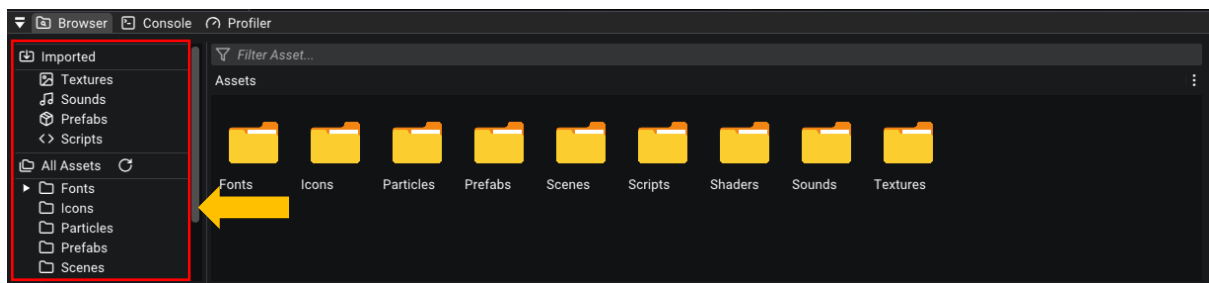 Browser Console Profiler
Imported
Textures
Sounds
Prefabs
Scripts
All Assets
Fonts
Icons
Particles
Prefabs
Scenes
Filter Asset...
Assets
Fonts Icons Particles Prefabs Scenes Scripts Shaders Sounds Textures